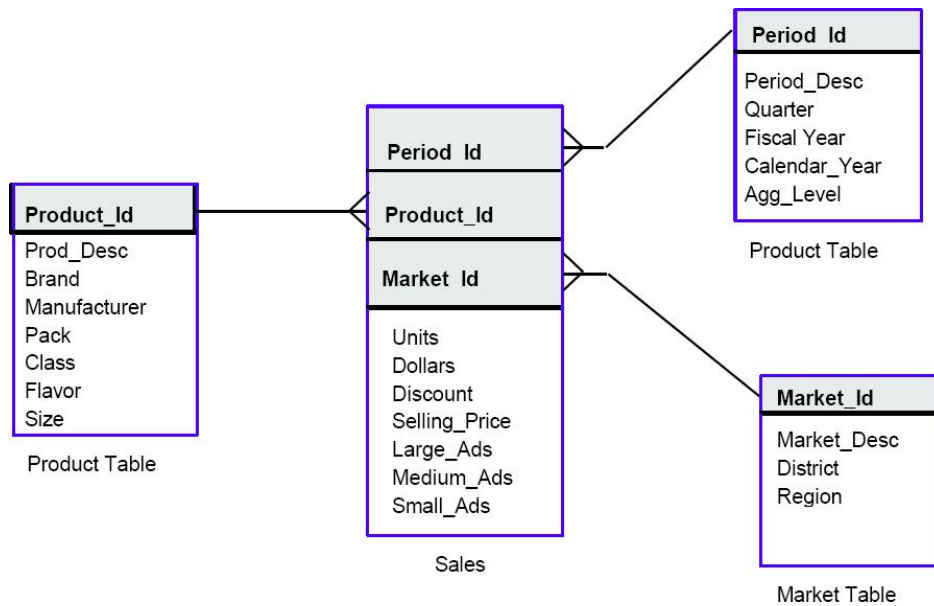 Product_Id
Prod_Desc
Brand
Manufacturer
Pack
Class
Flavor
Size
Product Table
Period Id
Product_Id
Market Id
Units
Dollars
Discount
Selling_Price
Large_Ads
Medium_Ads
Small_Ads
Sales
Period Id
Period_Desc
Quarter
Fiscal Year
Calendar_Year
Agg_Level
Product Table
Market_Id
Market_Desc
District
Region
Market Table